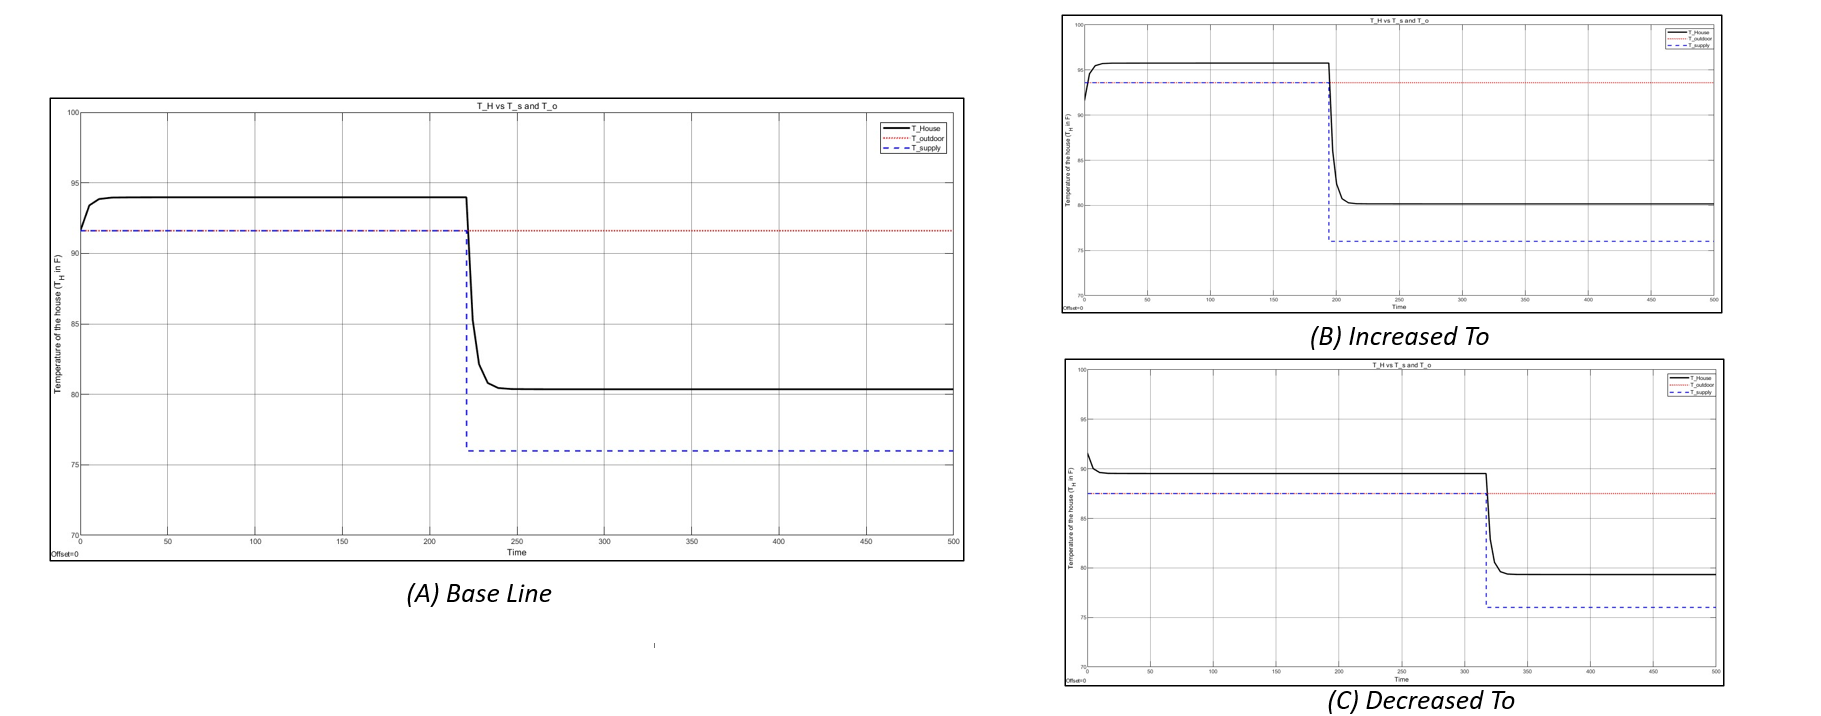 T_H vs T_s and T_o
T_House
T_outdoor
T_supply
100
95
90
85
80
75
70
Temperature of the house (T_H in F)
0 50 100 150 200 250 300 350 400 450 500
Offset=0
Time
(A) Base Line
T_H vs T_s and T_o
T_House
T_outdoor
T_supply
100
95
90
85
80
75
70
Temperature of the house (T_H in F)
0 50 100 150 200 250 300 350 400 450 500
Offset=0
Time
(B) Increased To
T_H vs T_s and T_o
T_House
T_outdoor
T_supply
100
95
90
85
80
75
70
Temperature of the house (T_H in F)
0 50 100 150 200 250 300 350 400 450 500
Offset=0
Time
(C) Decreased To